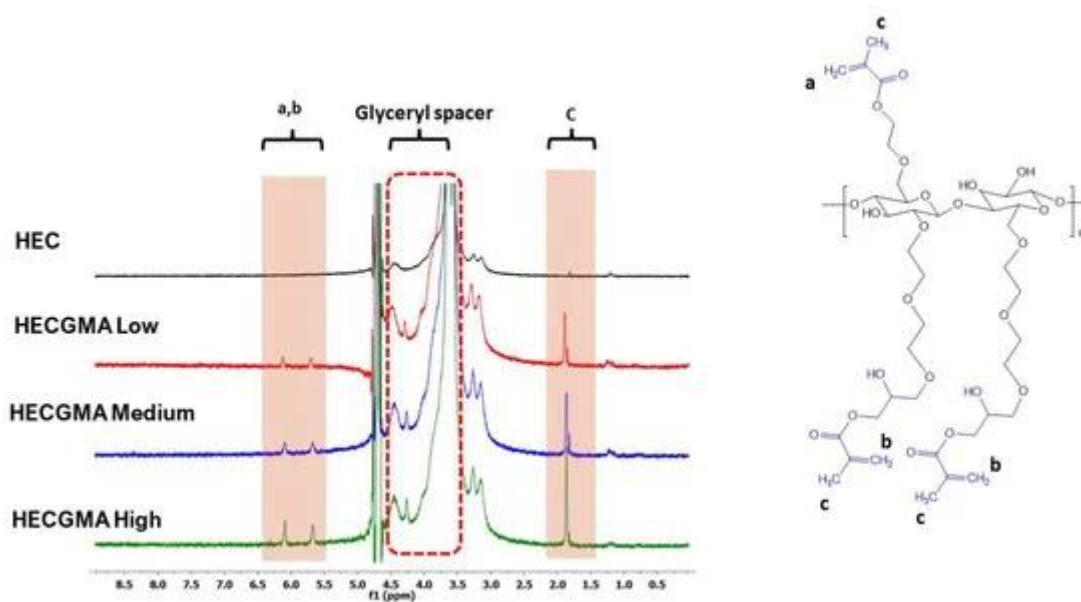 a,b
Glyceryl spacer
C
HEC
HECGMA Low
HECGMA Medium
HECGMA High
8.5 8.0 7.5 7.0 6.5 6.0 5.5 5.0 4.5 4.0 3.5 3.0 2.5 2.0 1.5 1.0 0.5
f1 (ppm)
c
CH₃
H₂C
a
O
O
O
O
O
OH
HO
OH
O
O
O
HO
O
O
O
O
O
O
HO
O
HO
O
O
O
b
O
O
CH₂
b
H₃C
c
CH₂
H₃C
c